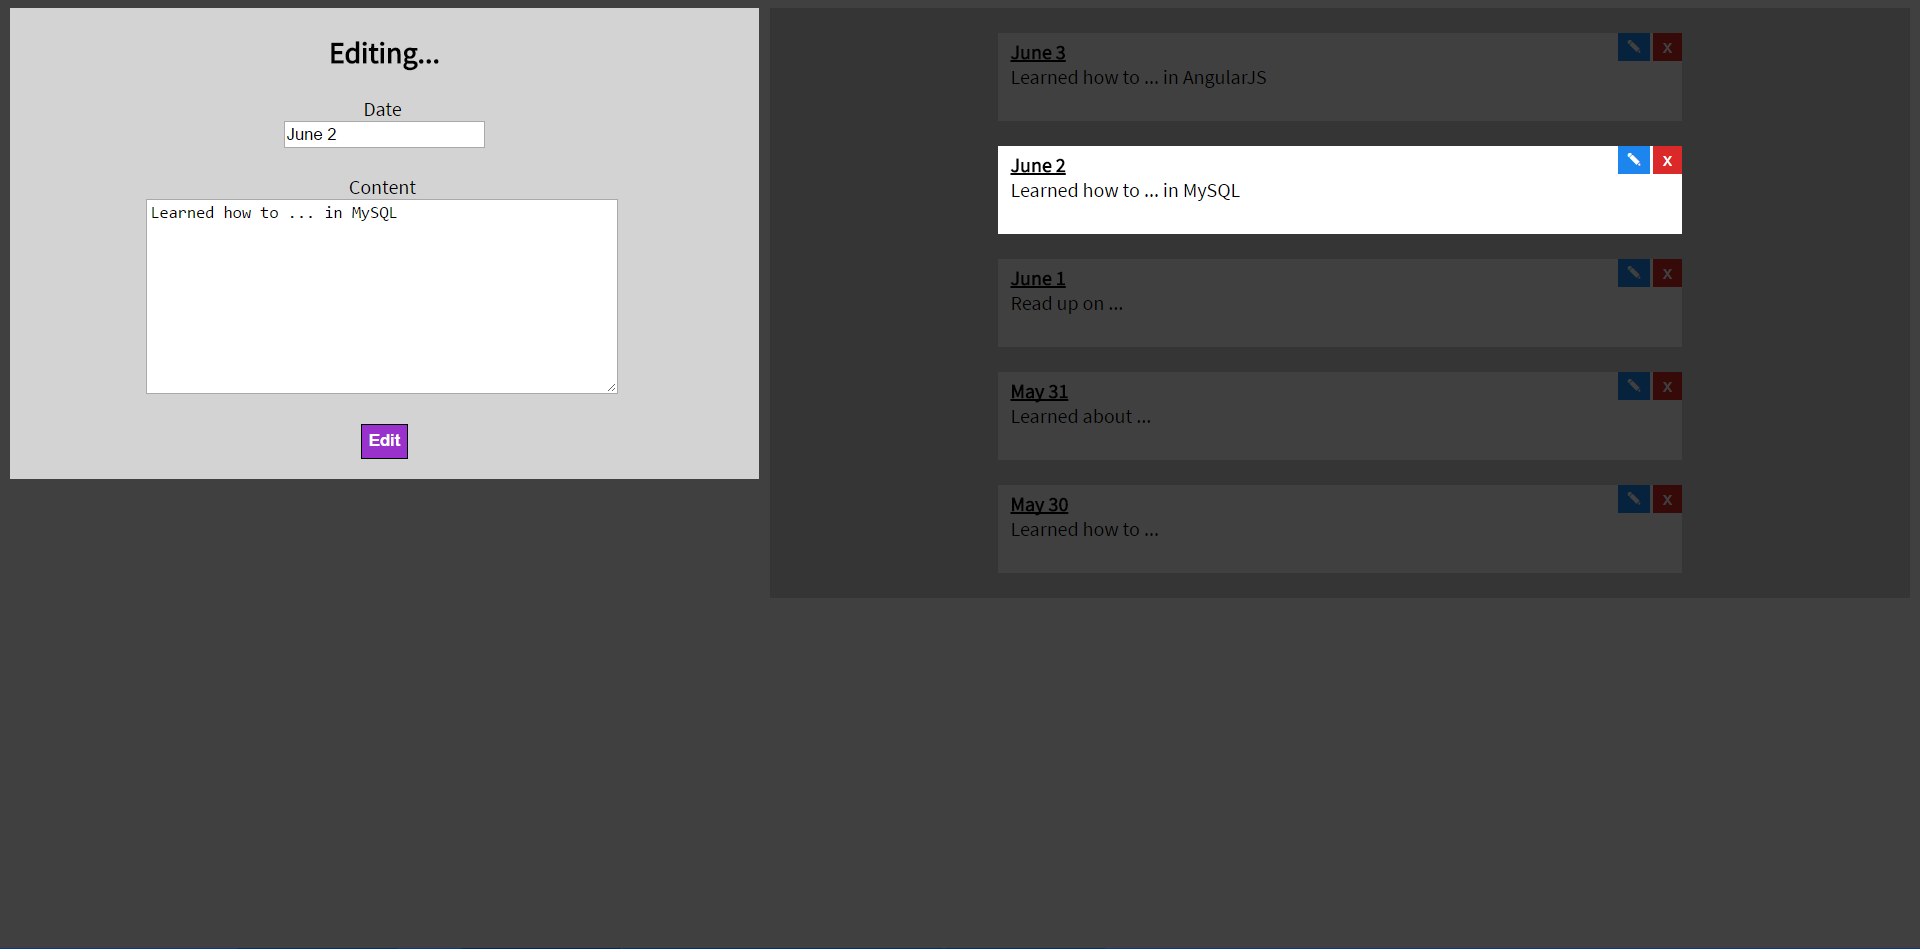 Editing...
Date
June 2
Content
Learned how to ... in MySQL
Edit
June 3
x
Learned how to ... in AngularJS
June 2
x
Learned how to ... in MySQL
June 1
x
Read up on ...
May 31
x
Learned about ...
May 30
x
Learned how to ...